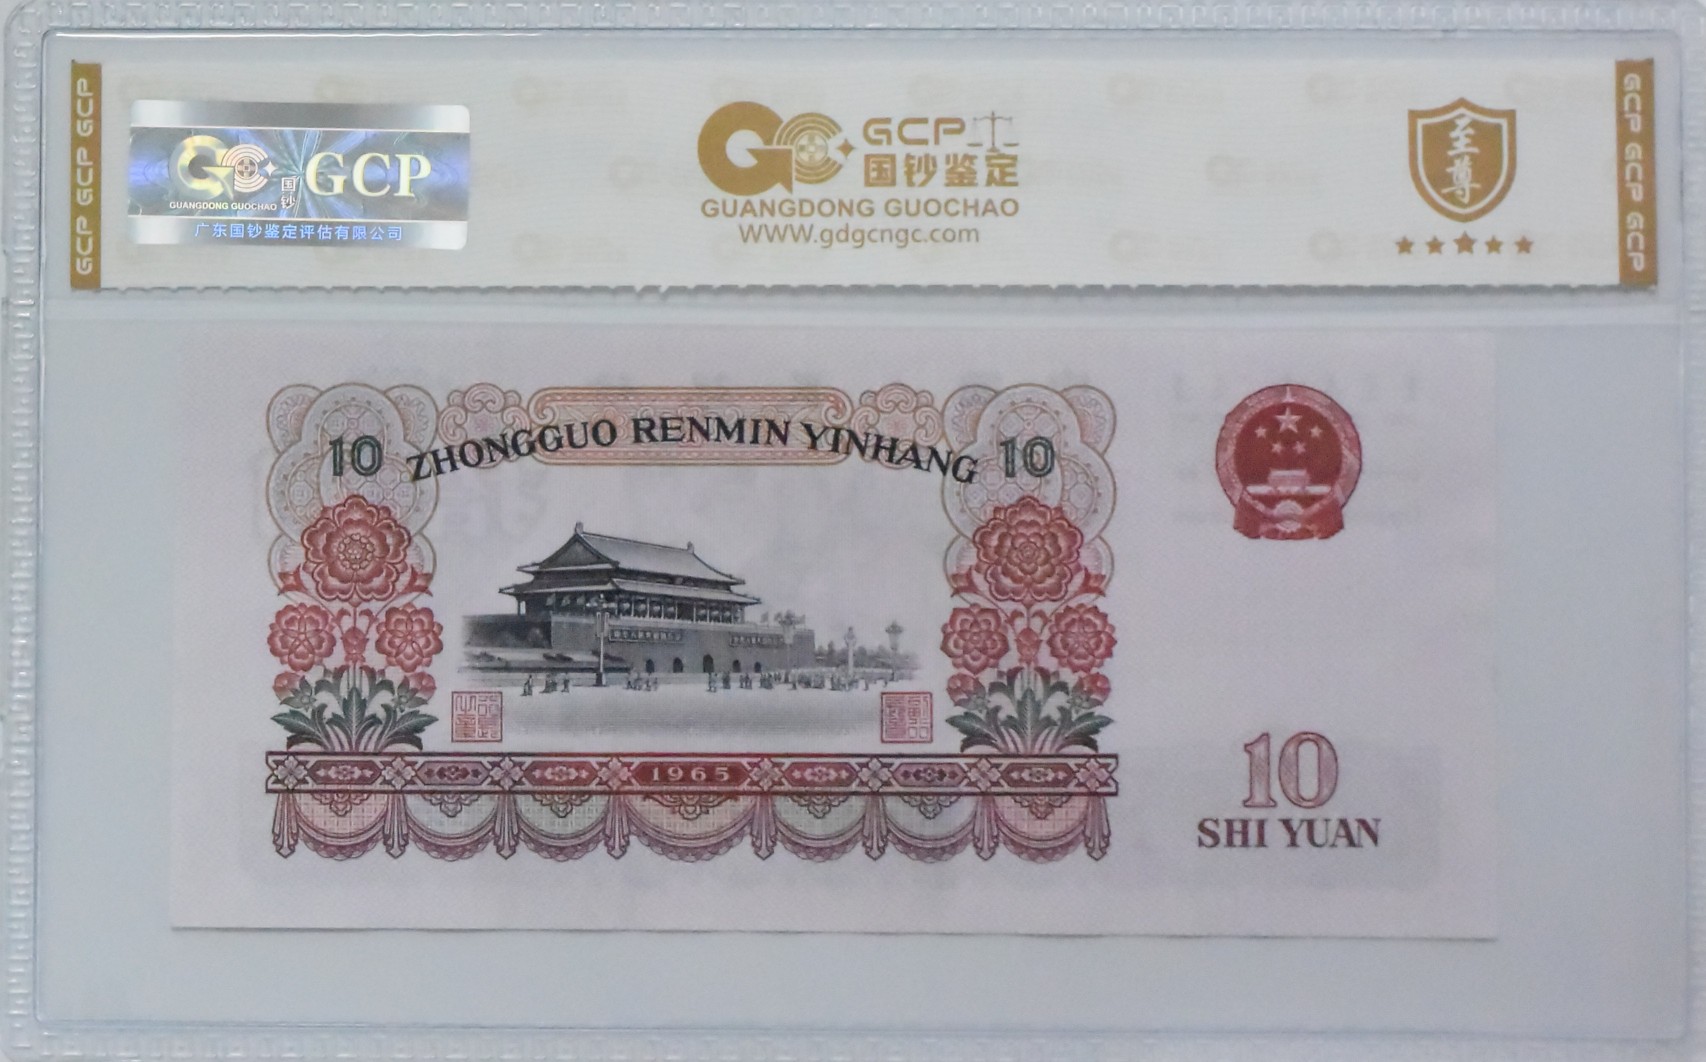 GCP GCP GCP
GCP
国钞
GUANGDONG GUOCHAO
广东国钞鉴定评估有限公司
GCP
国钞鉴定
GUANGDONG GUOCHAO
WWW.gdgcngc.com
至尊
GCP GCP GCP
10 ZHONGGUO RENMIN YINHANG 10
1965
10
SHI YUAN